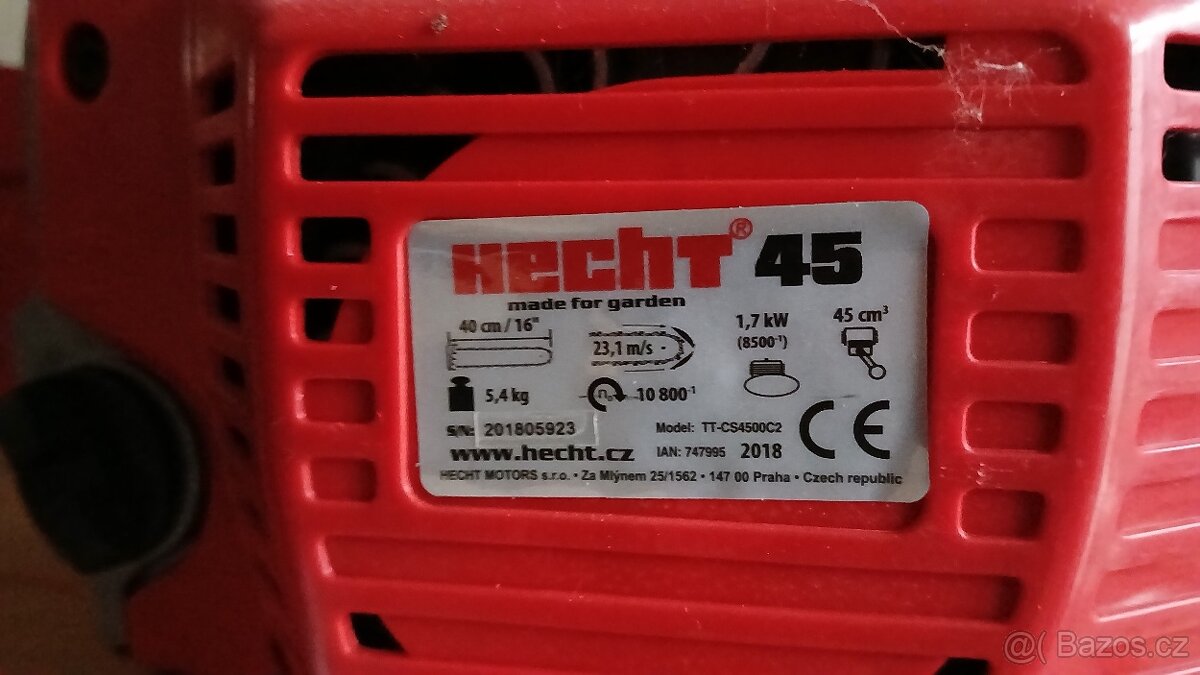 HECHT® 45
made for garden
40 cm / 16"
23,1 m/s
1,7 kW
(8500⁻¹)
45 cm³
5,4 kg
n₀
10 800⁻¹
S/N: 201805923
Model: TT-CS4500C2
www.hecht.cz
IAN: 747995 2018
CE
HECHT MOTORS s.r.o. • Za Mlýnem 25/1562 • 147 00 Praha • Czech republic
Bazos.cz